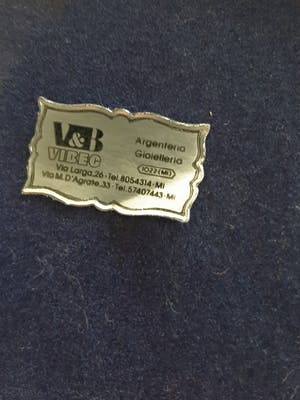 V&B
VIBEC
Argenteria
Gioielleria
1022(MI)
Via Larga,26-Tel.8054314-MI
Via M.D'Agrate,33-Tel.57407443-MI